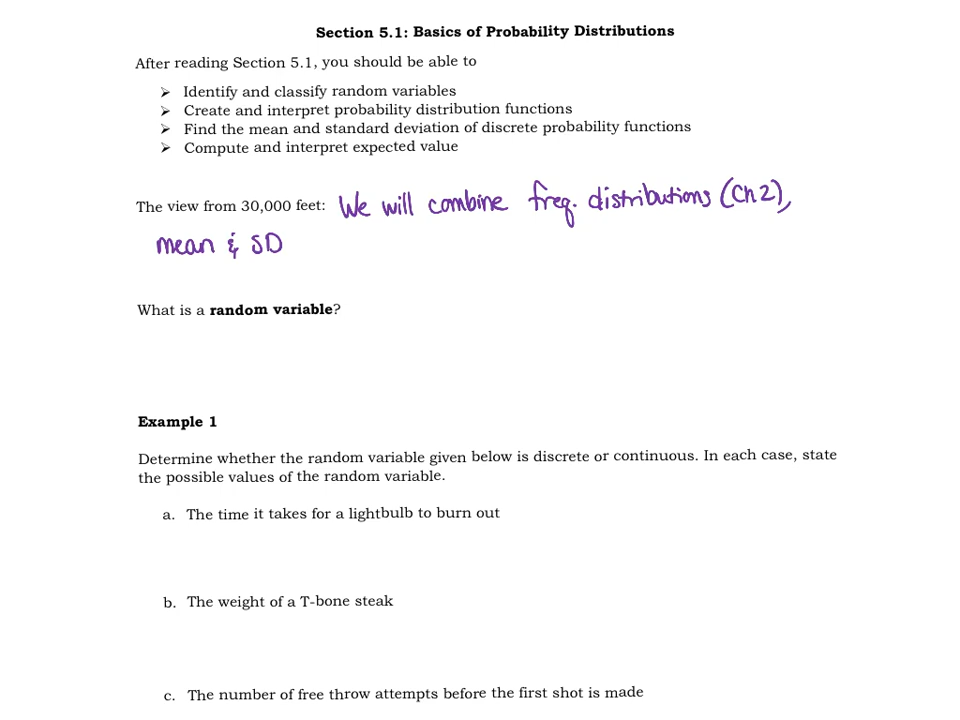 Section 5.1: Basics of Probability Distributions
After reading Section 5.1, you should be able to
➢ Identify and classify random variables
➢ Create and interpret probability distribution functions
➢ Find the mean and standard deviation of discrete probability functions
➢ Compute and interpret expected value
The view from 30,000 feet: We will combine freq. distributions (Ch 2),
mean & SD
What is a random variable?
Example 1
Determine whether the random variable given below is discrete or continuous. In each case, state
the possible values of the random variable.
a. The time it takes for a lightbulb to burn out
b. The weight of a T-bone steak
c. The number of free throw attempts before the first shot is made